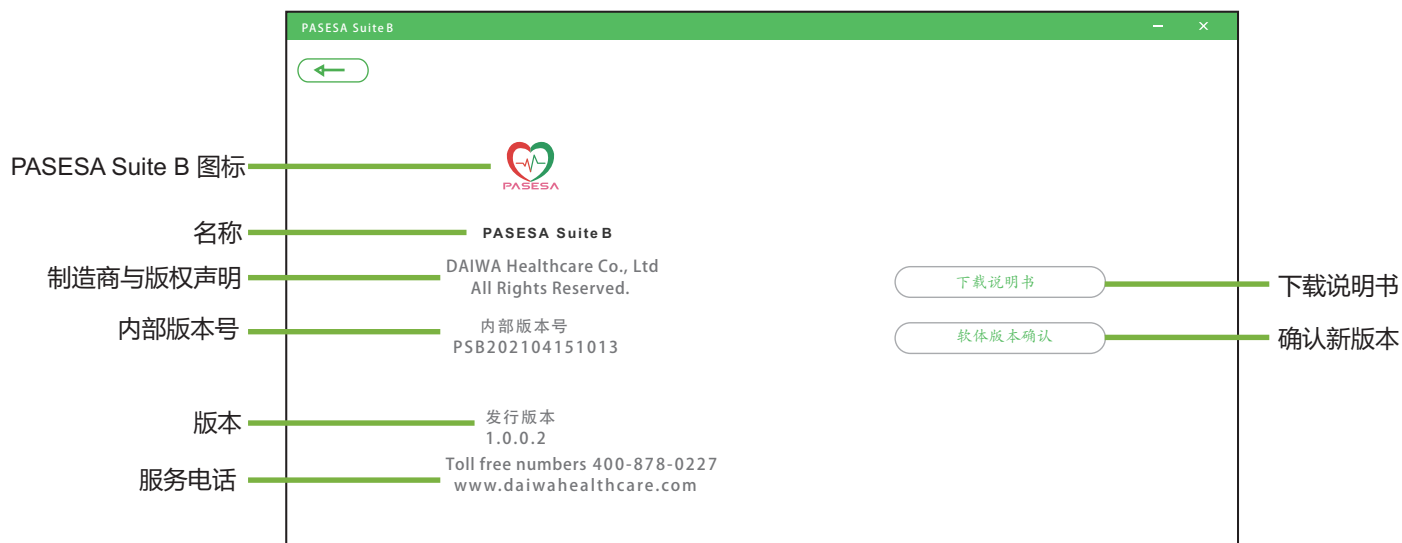 PASESA Suite B
PASESA Suite B 图标
PASESA
名称
PASESA Suite B
制造商与版权声明
DAIWA Healthcare Co., Ltd
All Rights Reserved.
下载说明书
下载说明书
内部版本号
内部版本号
PSB202104151013
软体版本确认
确认新版本
版本
发行版本
1.0.0.2
服务电话
Toll free numbers 400-878-0227
www.daiwahealthcare.com